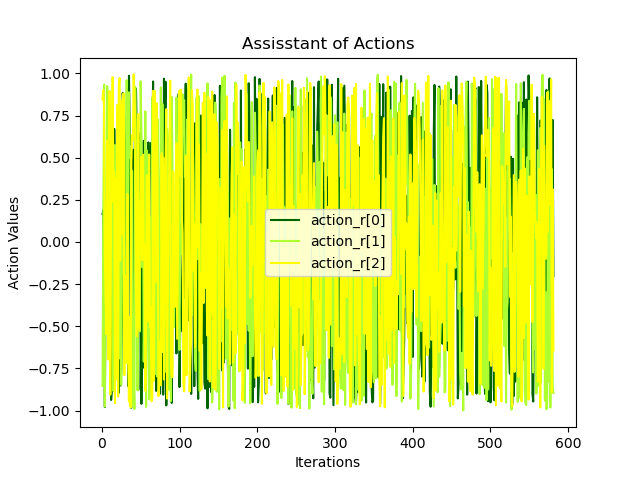 Assisstant of Actions
Action Values
1.00
0.75
0.50
0.25
0.00
−0.25
−0.50
−0.75
−1.00
action_r[0]
action_r[1]
action_r[2]
0 100 200 300 400 500 600
Iterations